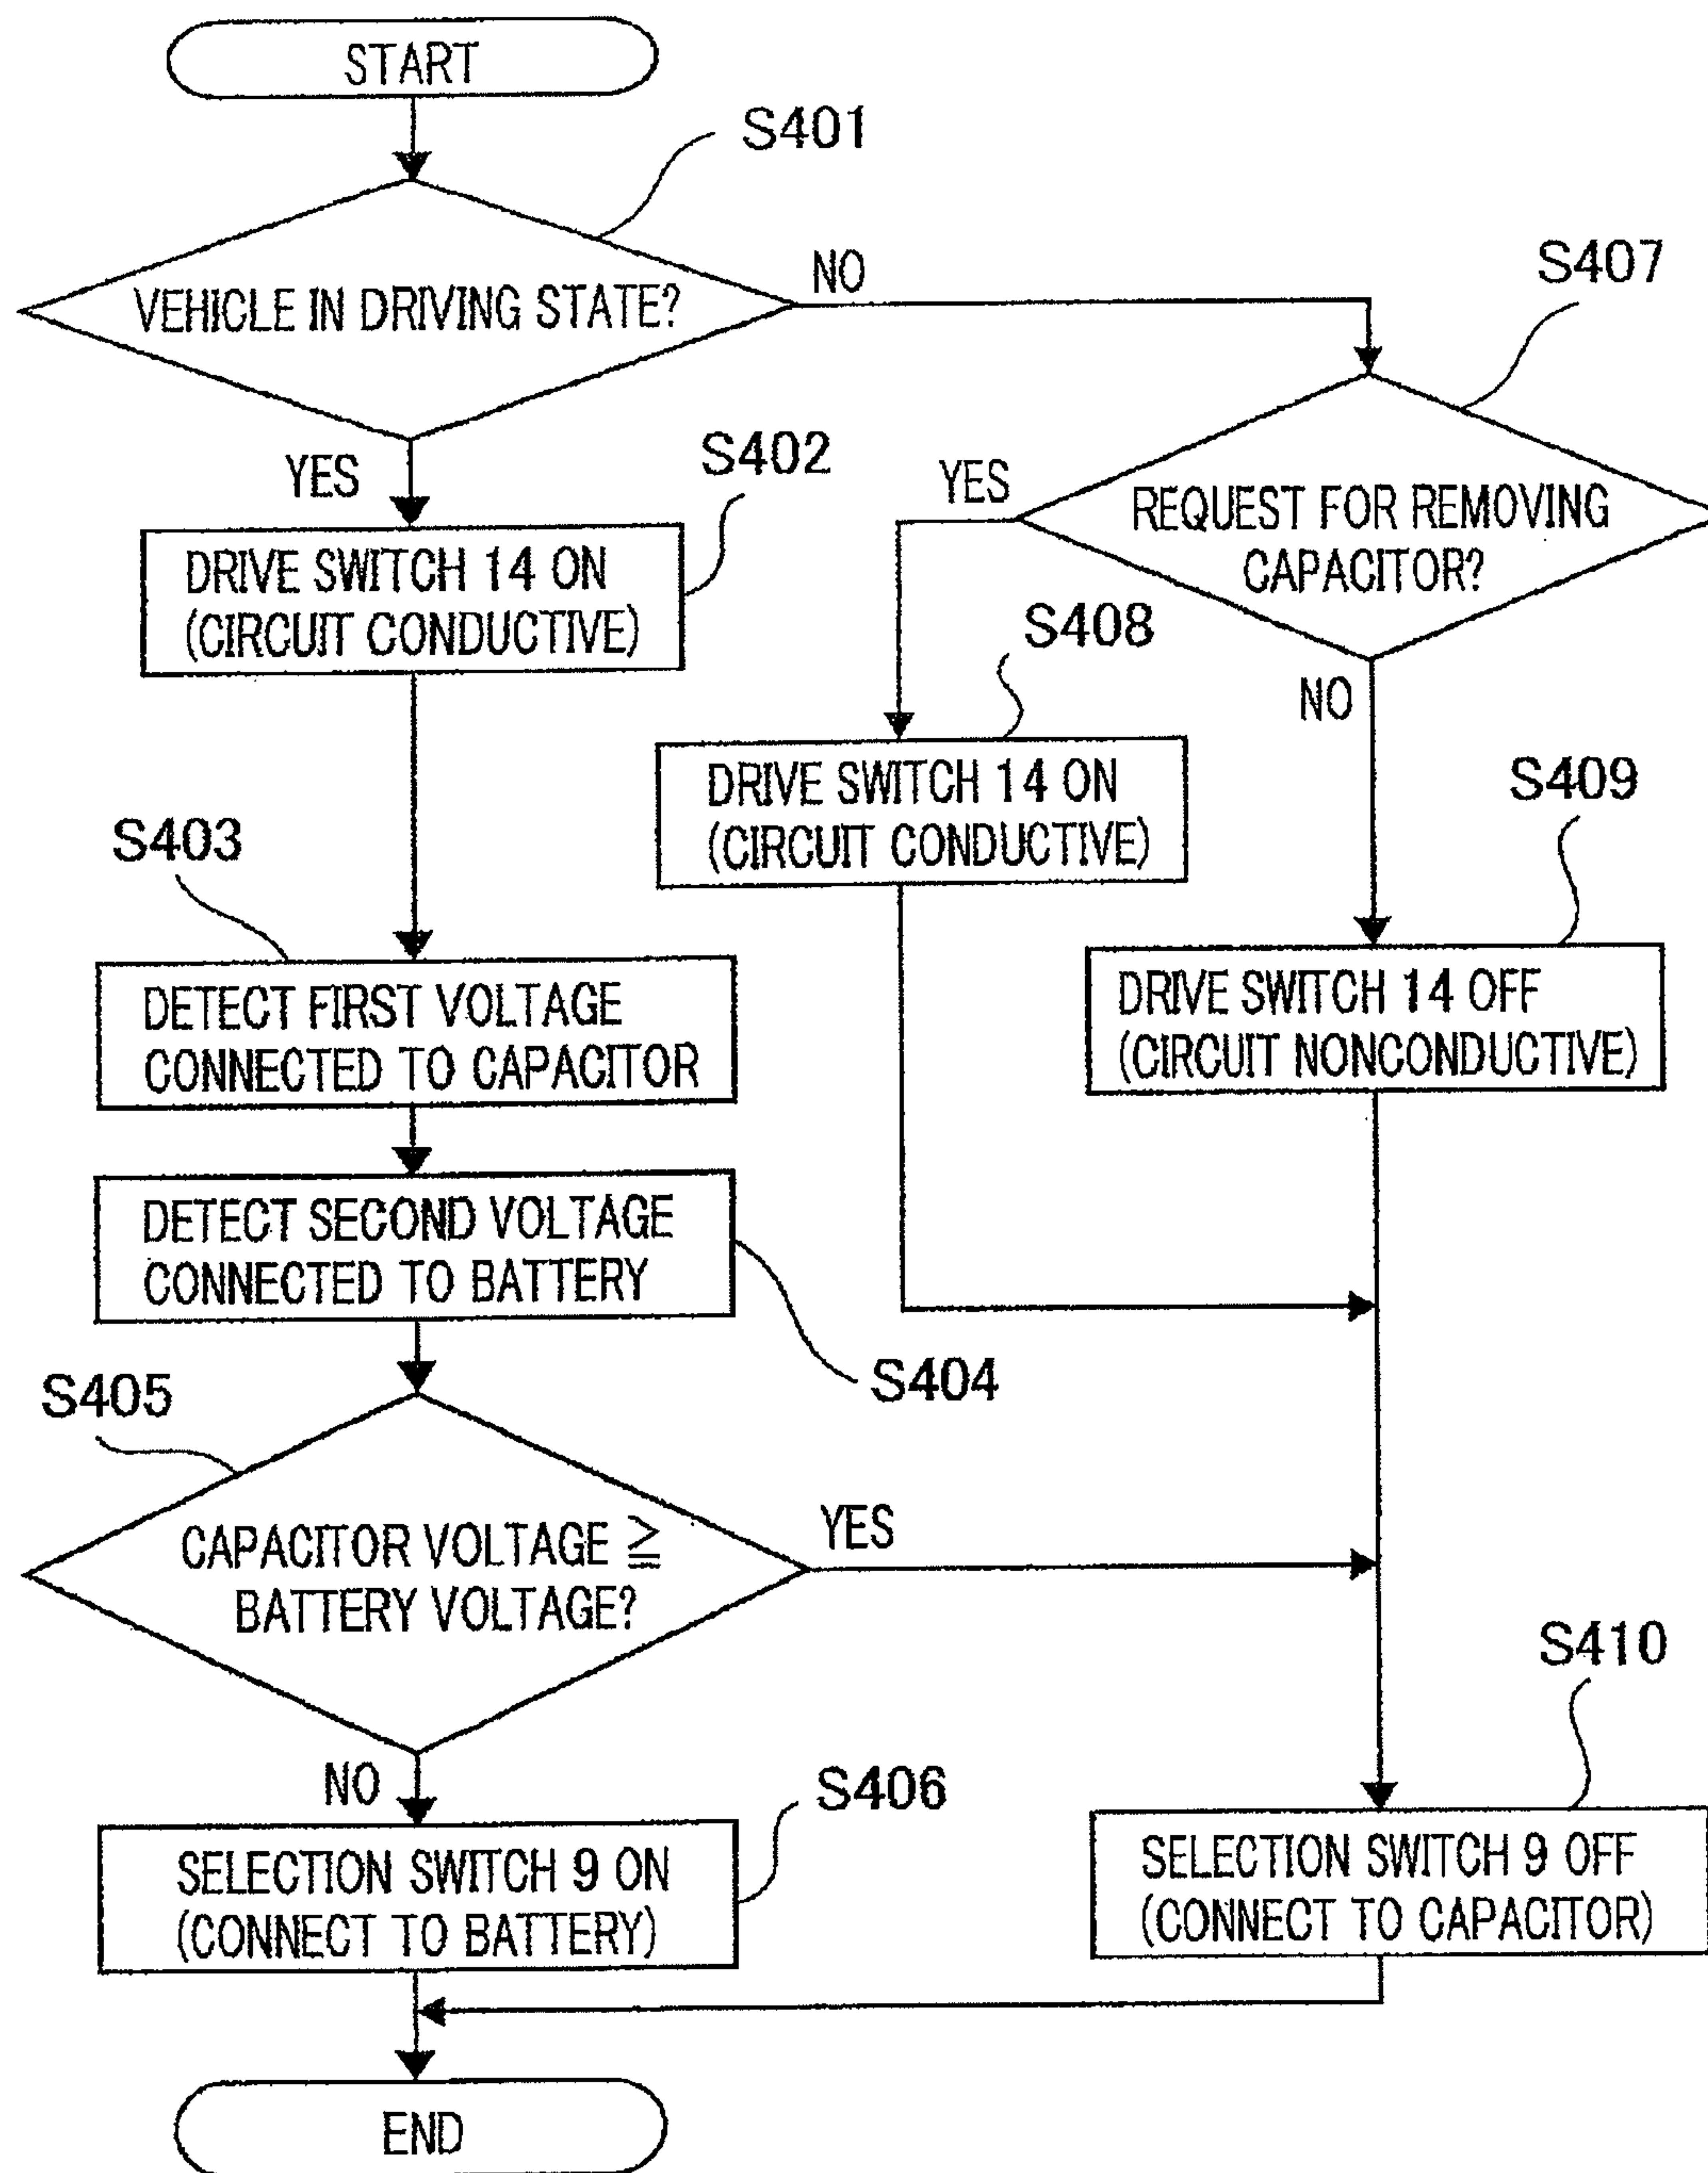 START
S401
VEHICLE IN DRIVING STATE?
NO
S407
YES
S402
YES
REQUEST FOR REMOVING
CAPACITOR?
DRIVE SWITCH 14 ON
(CIRCUIT CONDUCTIVE)
S408
NO
DRIVE SWITCH 14 ON
(CIRCUIT CONDUCTIVE)
S409
S403
DETECT FIRST VOLTAGE
CONNECTED TO CAPACITOR
DRIVE SWITCH 14 OFF
(CIRCUIT NONCONDUCTIVE)
DETECT SECOND VOLTAGE
CONNECTED TO BATTERY
S404
S405
CAPACITOR VOLTAGE ≧
BATTERY VOLTAGE?
YES
S410
NO
S406
SELECTION SWITCH 9 ON
(CONNECT TO BATTERY)
SELECTION SWITCH 9 OFF
(CONNECT TO CAPACITOR)
END